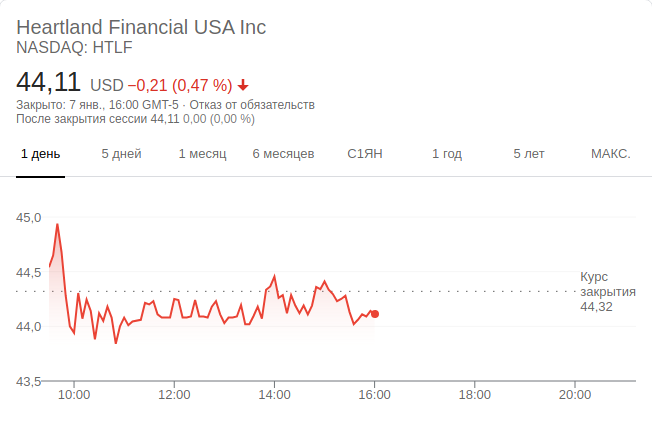 Heartland Financial USA Inc
NASDAQ: HTLF
44,11 USD −0,21 (0,47 %)
Закрыто: 7 янв., 16:00 GMT-5 · Отказ от обязательств
После закрытия сессии 44,11 0,00 (0,00 %)
1 день 5 дней 1 месяц 6 месяцев С1ЯН 1 год 5 лет МАКС.
45,0
44,5
Курс
закрытия
44,32
44,0
43,5
10:00 12:00 14:00 16:00 18:00 20:00